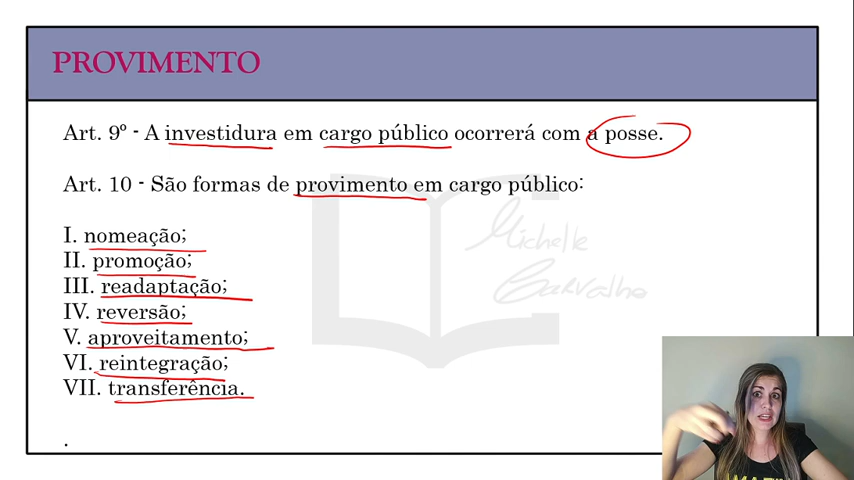 PROVIMENTO
Art. 9º - A investidura em cargo público ocorrerá com a posse.
Art. 10 - São formas de provimento em cargo público:
I. nomeação;
II. promoção;
III. readaptação;
IV. reversão;
V. aproveitamento;
VI. reintegração;
VII. transferência.
.
Michelle
Carvalho